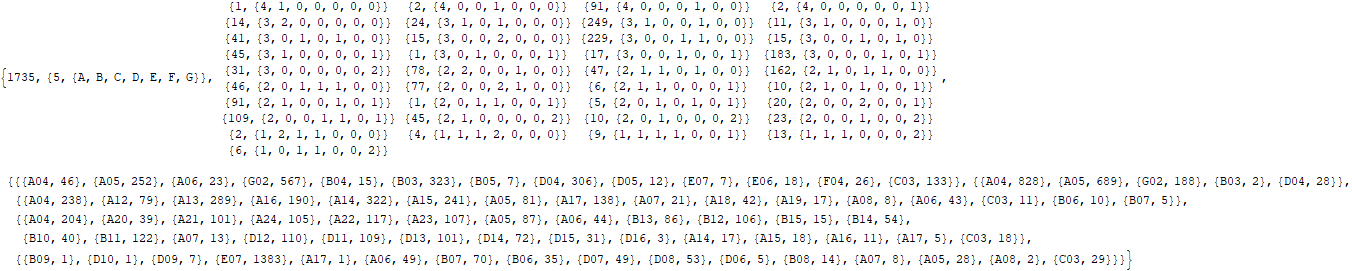 {1, {4, 1, 0, 0, 0, 0, 0}} {2, {4, 0, 0, 1, 0, 0, 0}} {91, {4, 0, 0, 0, 1, 0, 0}} {2, {4, 0, 0, 0, 0, 0, 1}}
{14, {3, 2, 0, 0, 0, 0, 0}} {24, {3, 1, 0, 1, 0, 0, 0}} {249, {3, 1, 0, 0, 1, 0, 0}} {11, {3, 1, 0, 0, 0, 1, 0}}
{41, {3, 0, 1, 0, 1, 0, 0}} {15, {3, 0, 0, 2, 0, 0, 0}} {229, {3, 0, 0, 1, 1, 0, 0}} {15, {3, 0, 0, 1, 0, 1, 0}}
{45, {3, 1, 0, 0, 0, 0, 1}} {1, {3, 0, 1, 0, 0, 0, 1}} {17, {3, 0, 0, 1, 0, 0, 1}} {183, {3, 0, 0, 0, 1, 0, 1}}
{1735, {5, {A, B, C, D, E, F, G}}, {31, {3, 0, 0, 0, 0, 0, 2}} {78, {2, 2, 0, 0, 1, 0, 0}} {47, {2, 1, 1, 0, 1, 0, 0}} {162, {2, 1, 0, 1, 1, 0, 0}} ,
{46, {2, 0, 1, 1, 1, 0, 0}} {77, {2, 0, 0, 2, 1, 0, 0}} {6, {2, 1, 1, 0, 0, 0, 1}} {10, {2, 1, 0, 1, 0, 0, 1}}
{91, {2, 1, 0, 0, 1, 0, 1}} {1, {2, 0, 1, 1, 0, 0, 1}} {5, {2, 0, 1, 0, 1, 0, 1}} {20, {2, 0, 0, 2, 0, 0, 1}}
{109, {2, 0, 0, 1, 1, 0, 1}} {45, {2, 1, 0, 0, 0, 0, 2}} {10, {2, 0, 1, 0, 0, 0, 2}} {23, {2, 0, 0, 1, 0, 0, 2}}
{2, {1, 2, 1, 1, 0, 0, 0}} {4, {1, 1, 1, 2, 0, 0, 0}} {9, {1, 1, 1, 1, 0, 0, 1}} {13, {1, 1, 1, 0, 0, 0, 2}}
{6, {1, 0, 1, 1, 0, 0, 2}}
{{{A04, 46}, {A05, 252}, {A06, 23}, {G02, 567}, {B04, 15}, {B03, 323}, {B05, 7}, {D04, 306}, {D05, 12}, {E07, 7}, {E06, 18}, {F04, 26}, {C03, 133}}, {{A04, 828}, {A05, 689}, {G02, 188}, {B03, 2}, {D04, 28}},
{{A04, 238}, {A12, 79}, {A13, 289}, {A16, 190}, {A14, 322}, {A15, 241}, {A05, 81}, {A17, 138}, {A07, 21}, {A18, 42}, {A19, 17}, {A08, 8}, {A06, 43}, {C03, 11}, {B06, 10}, {B07, 5}},
{{A04, 204}, {A20, 39}, {A21, 101}, {A24, 105}, {A22, 117}, {A23, 107}, {A05, 87}, {A06, 44}, {B13, 86}, {B12, 106}, {B15, 15}, {B14, 54},
{B10, 40}, {B11, 122}, {A07, 13}, {D12, 110}, {D11, 109}, {D13, 101}, {D14, 72}, {D15, 31}, {D16, 3}, {A14, 17}, {A15, 18}, {A16, 11}, {A17, 5}, {C03, 18}},
{{B09, 1}, {D10, 1}, {D09, 7}, {E07, 1383}, {A17, 1}, {A06, 49}, {B07, 70}, {B06, 35}, {D07, 49}, {D08, 53}, {D06, 5}, {B08, 14}, {A07, 8}, {A05, 28}, {A08, 2}, {C03, 29}}}}